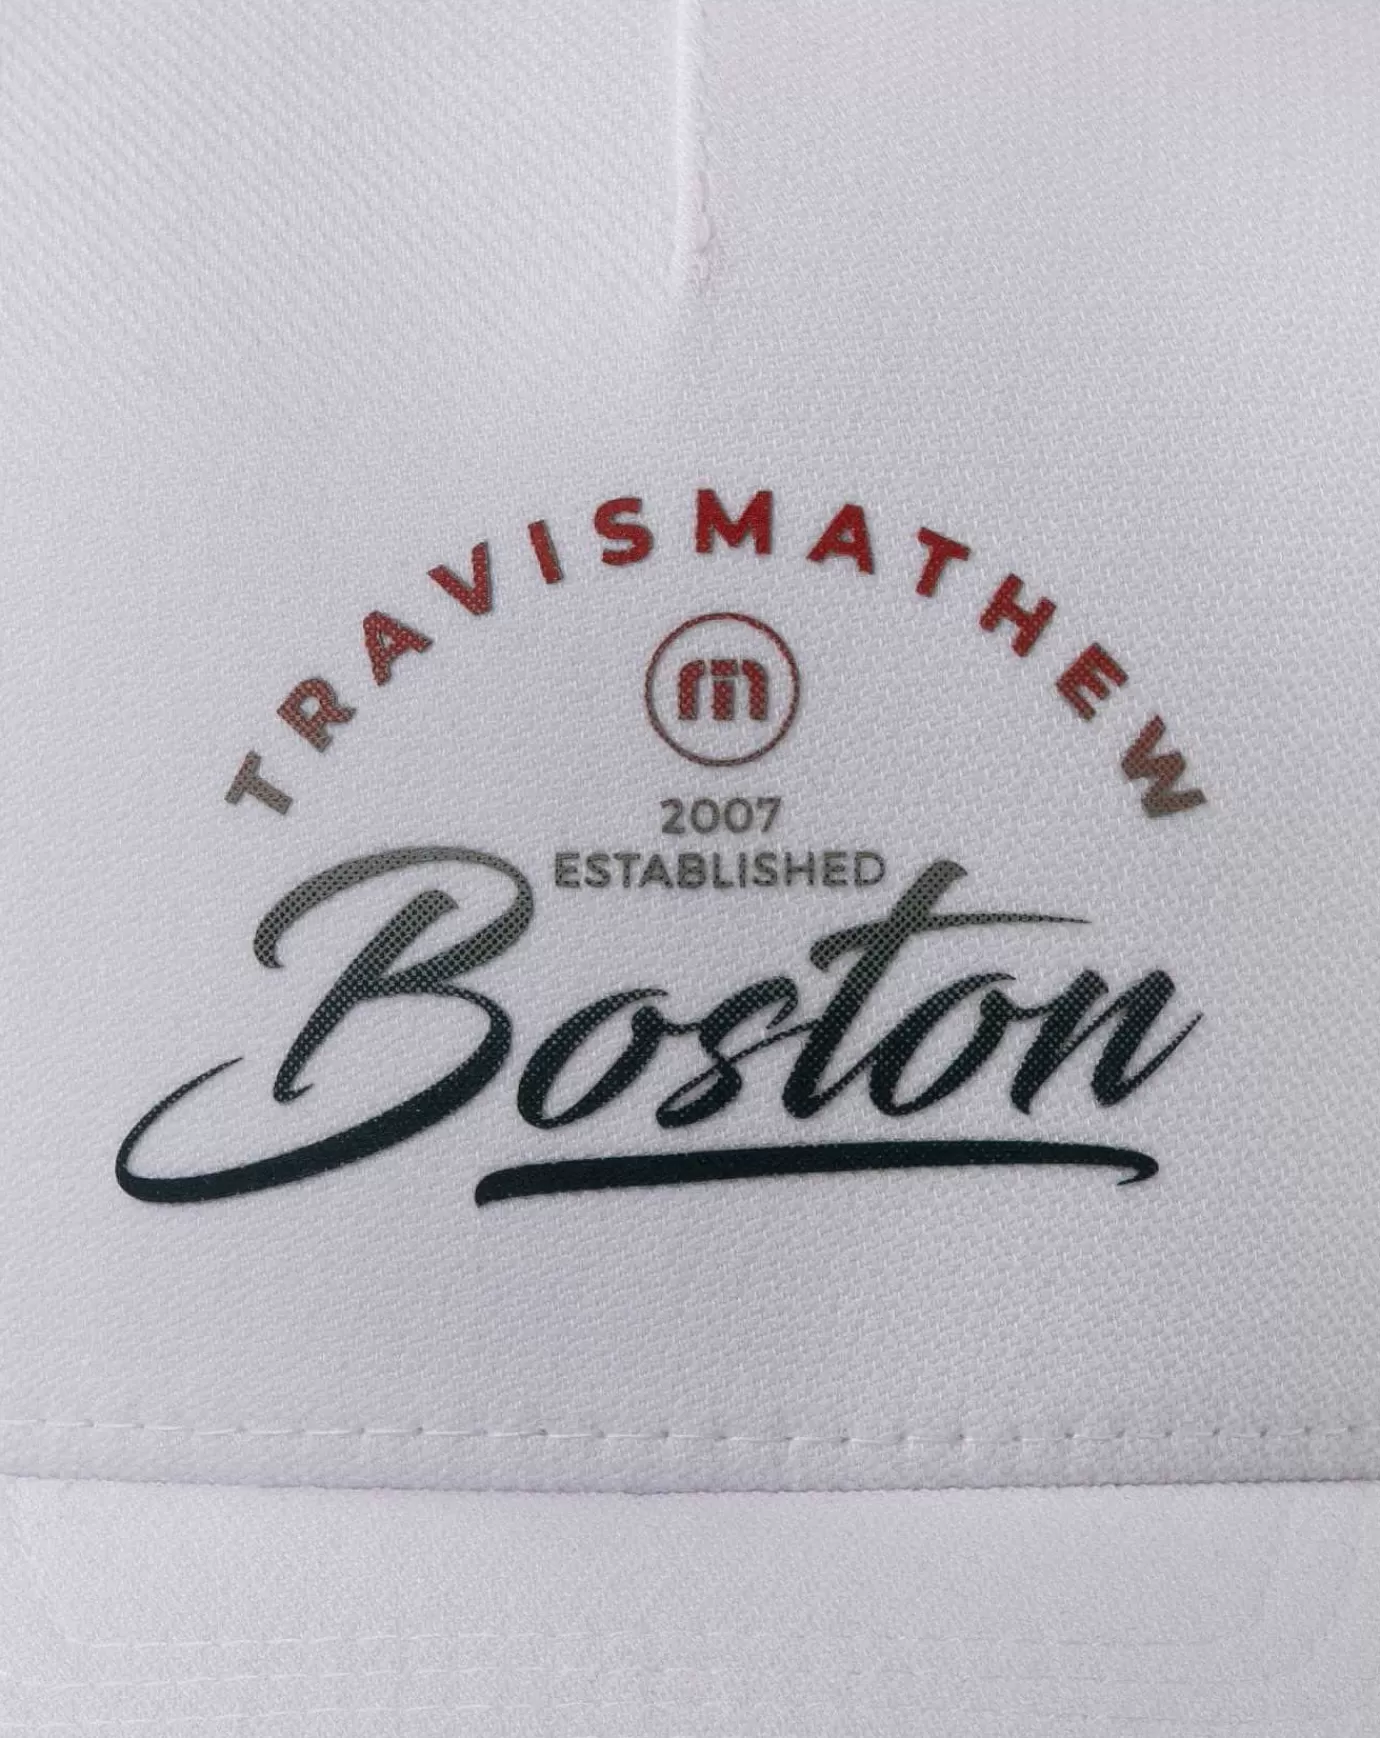 TRAVISMATHEW
m
2007
ESTABLISHED
Boston